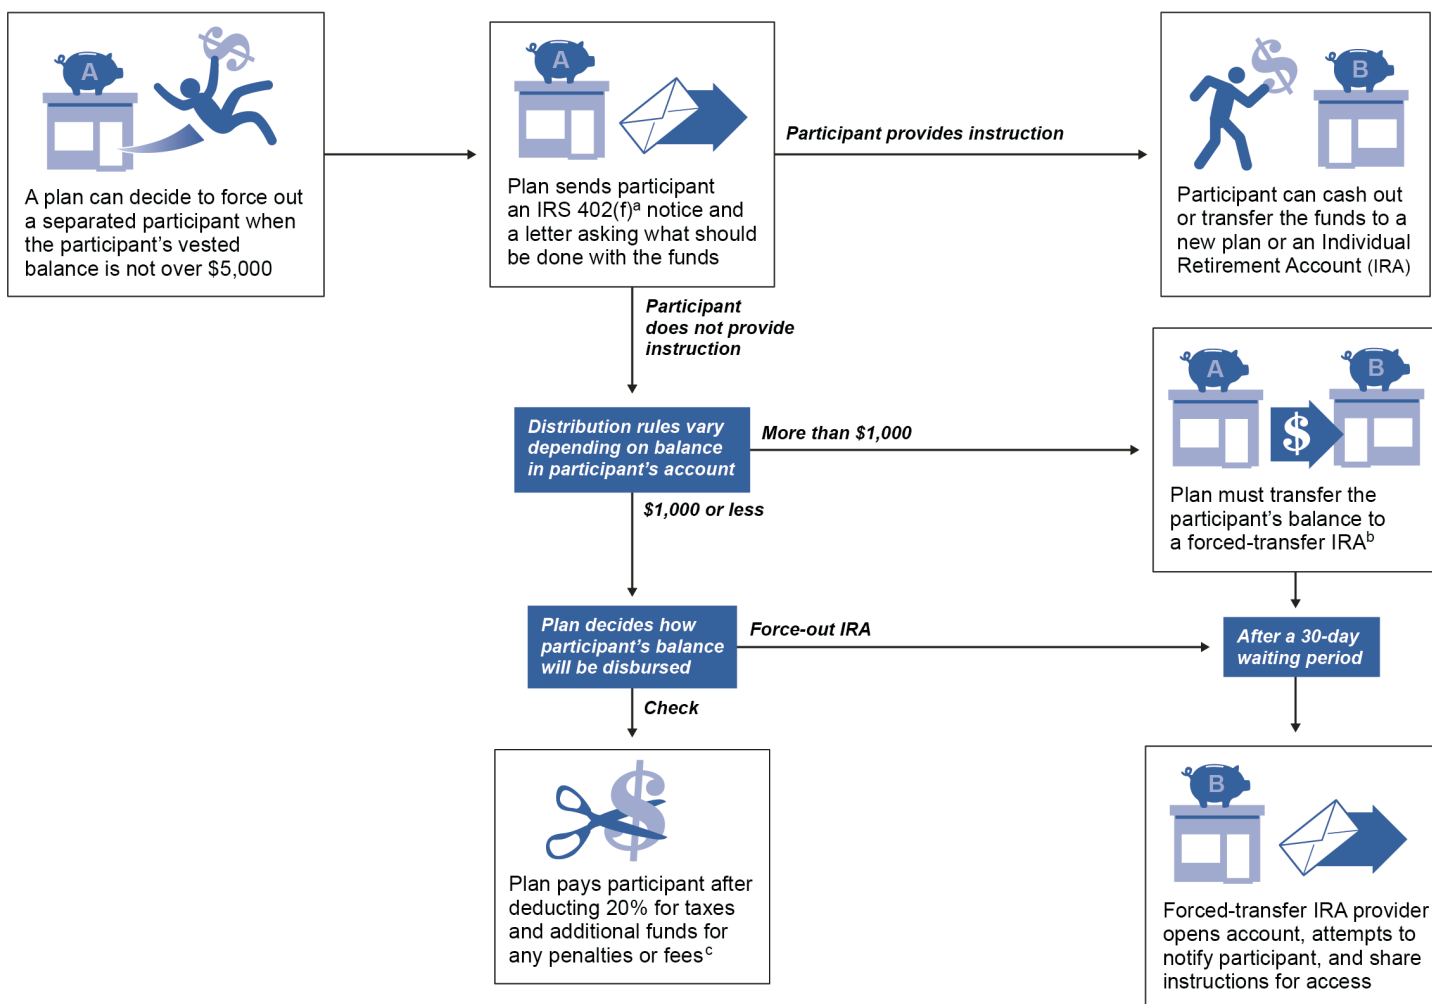 A
A plan can decide to force out
a separated participant when
the participant’s vested
balance is not over $5,000
A
Plan sends participant
an IRS 402(f)a notice and
a letter asking what should
be done with the funds
Participant provides instruction
$
B
Participant can cash out
or transfer the funds to a
new plan or an Individual
Retirement Account (IRA)
Participant
does not provide
instruction
Distribution rules vary
depending on balance
in participant’s account
More than $1,000
A
$
B
Plan must transfer the
participant’s balance to
a forced-transfer IRAb
$1,000 or less
Plan decides how
participant’s balance
will be disbursed
Force-out IRA
After a 30-day
waiting period
Check
$
Plan pays participant after
deducting 20% for taxes
and additional funds for
any penalties or feesc
B
Forced-transfer IRA provider
opens account, attempts to
notify participant, and share
instructions for access